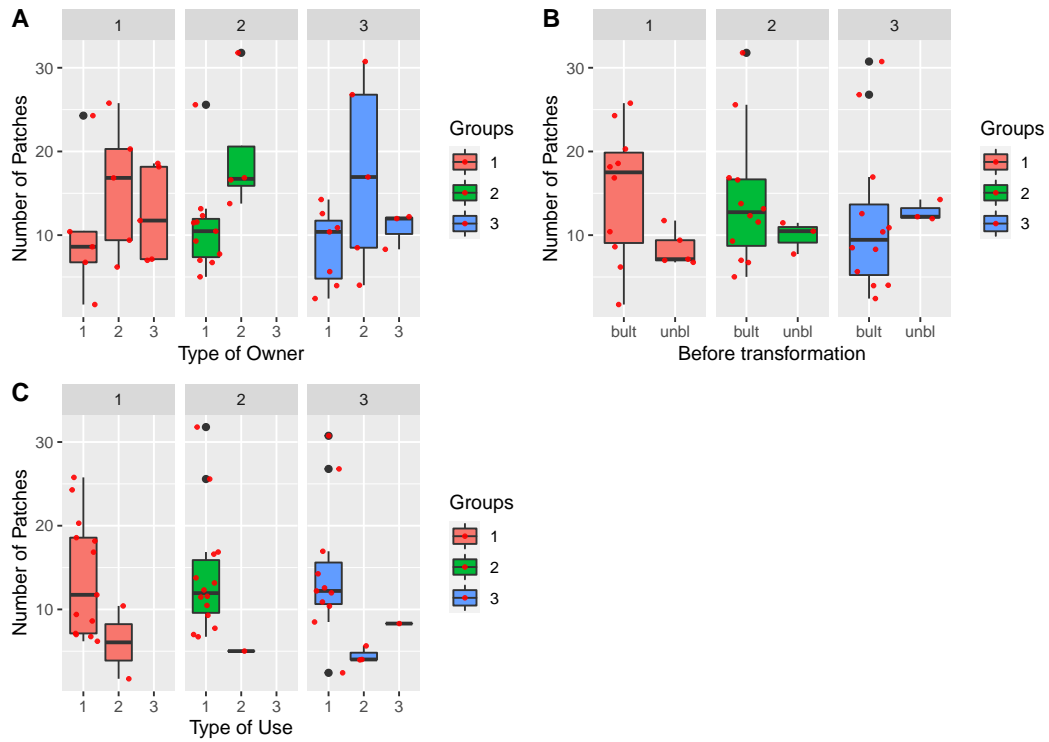 A
1 2 3
Number of Patches
30
20
10
1 2 3 1 2 3 1 2 3
Type of Owner
Groups
1
2
3
B
1 2 3
Number of Patches
30
20
10
bult unbl bult unbl bult unbl
Before transformation
Groups
1
2
3
C
1 2 3
Number of Patches
30
20
10
1 2 3 1 2 3 1 2 3
Type of Use
Groups
1
2
3